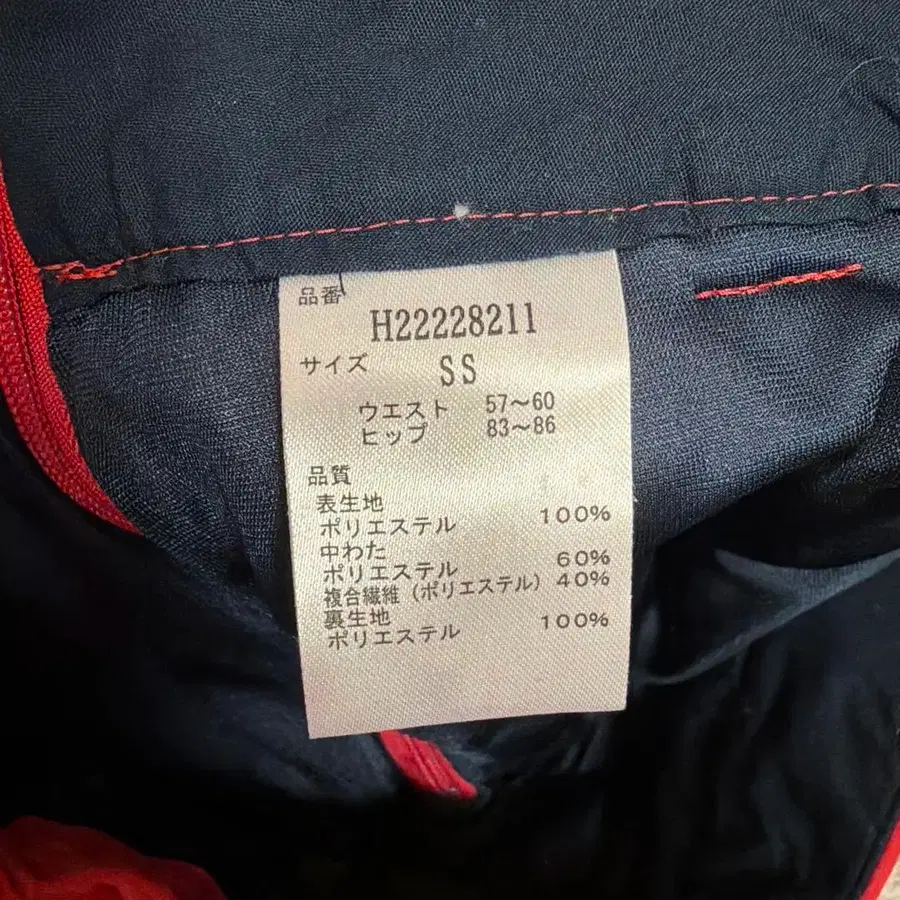 品番
H22228211
サイズ SS
ウエスト 57～60
ヒップ 83～86
品質
表生地
ポリエステル 100%
中わた
ポリエステル 60%
複合繊維（ポリエステル） 40%
裏生地
ポリエステル 100%